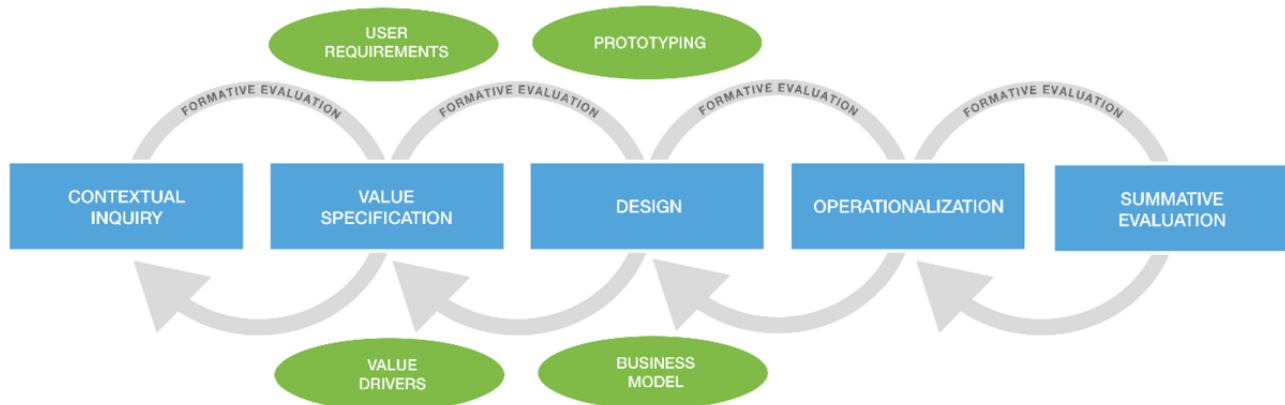 USER
REQUIREMENTS
PROTOTYPING
FORMATIVE EVALUATION
FORMATIVE EVALUATION
FORMATIVE EVALUATION
FORMATIVE EVALUATION
CONTEXTUAL
INQUIRY
VALUE
SPECIFICATION
DESIGN
OPERATIONALIZATION
SUMMATIVE
EVALUATION
VALUE
DRIVERS
BUSINESS
MODEL